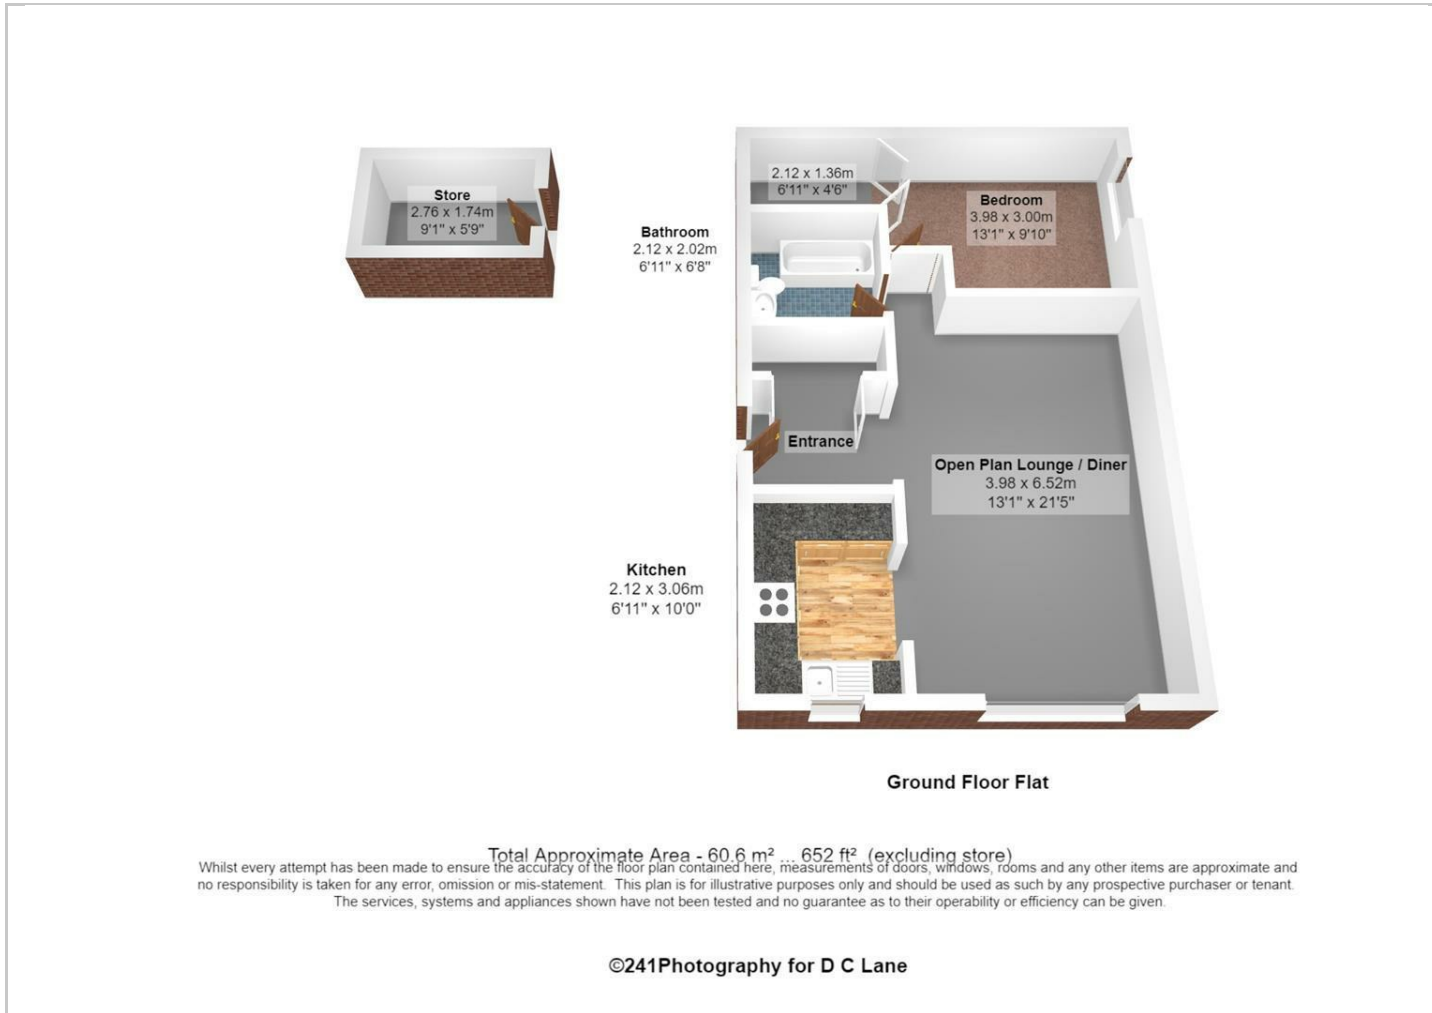 Store
2.76 x 1.74m
9'1" x 5'9"
Bathroom
2.12 x 2.02m
6'11" x 6'8"
2.12 x 1.36m
6'11" x 4'6"
Bedroom
3.98 x 3.00m
13'1" x 9'10"
Entrance
Open Plan Lounge / Diner
3.98 x 6.52m
13'1" x 21'5"
Kitchen
2.12 x 3.06m
6'11" x 10'0"
Ground Floor Flat
Total Approximate Area - 60.6 m² ... 652 ft² (excluding store)
Whilst every attempt has been made to ensure the accuracy of the floor plan contained here, measurements of doors, windows, rooms and any other items are approximate and
no responsibility is taken for any error, omission or mis-statement. This plan is for illustrative purposes only and should be used as such by any prospective purchaser or tenant.
The services, systems and appliances shown have not been tested and no guarantee as to their operability or efficiency can be given.
©241Photography for D C Lane